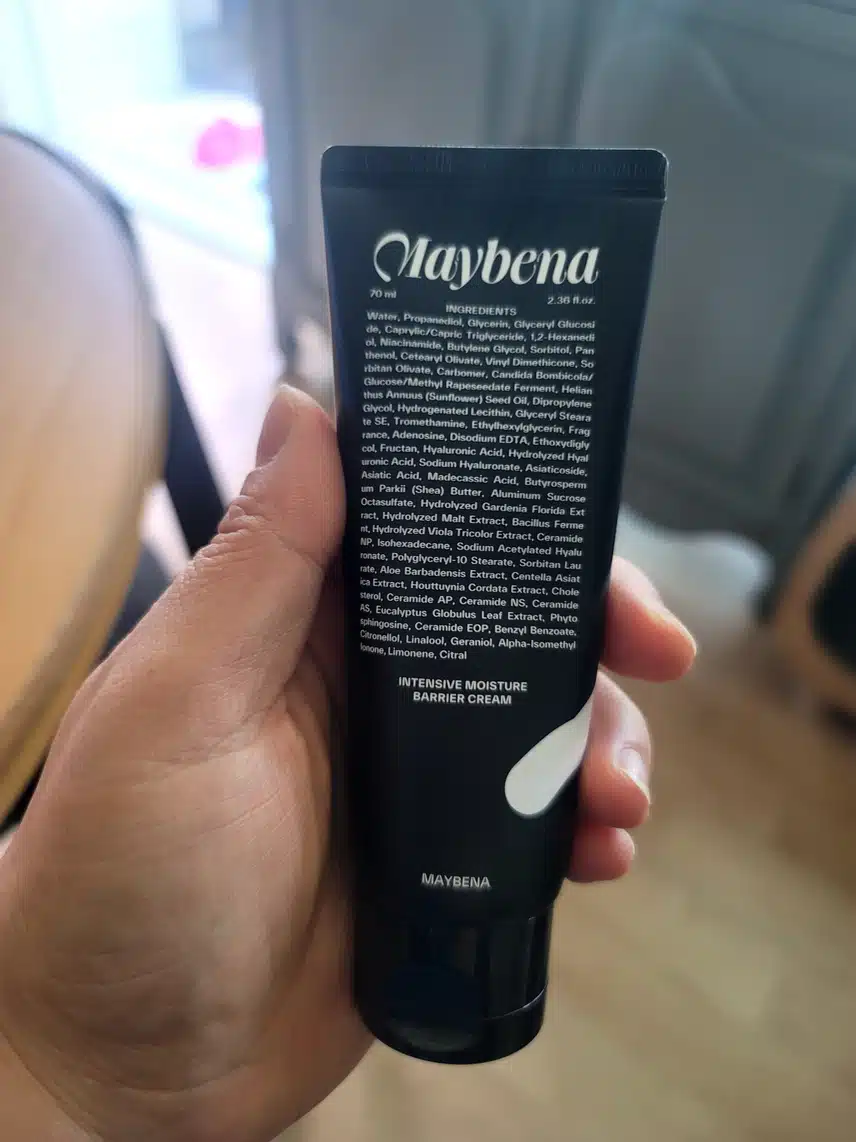 Maybena
70 ml 2.36 fl.oz.
INGREDIENTS
Water, Propanediol, Glycerin, Glyceryl Glucosi
de, Caprylic/Capric Triglyceride, 1,2-Hexanedi
ol, Niacinamide, Butylene Glycol, Sorbitol, Pan
thenol, Cetearyl Olivate, Vinyl Dimethicone, So
rbitan Olivate, Carbomer, Candida Bombicola/
Glucose/Methyl Rapeseedate Ferment, Helian
thus Annuus (Sunflower) Seed Oil, Dipropylene
Glycol, Hydrogenated Lecithin, Glyceryl Steara
te SE, Tromethamine, Ethylhexylglycerin, Frag
rance, Adenosine, Disodium EDTA, Ethoxydigly
col, Fructan, Hyaluronic Acid, Hydrolyzed Hyal
uronic Acid, Sodium Hyaluronate, Asiaticoside,
Asiatic Acid, Madecassic Acid, Butyrosperm
um Parkii (Shea) Butter, Aluminum Sucrose
Octasulfate, Hydrolyzed Gardenia Florida Ext
ract, Hydrolyzed Malt Extract, Bacillus Ferme
nt, Hydrolyzed Viola Tricolor Extract, Ceramide
NP, Isohexadecane, Sodium Acetylated Hyalu
ronate, Polyglyceryl-10 Stearate, Sorbitan Lau
rate, Aloe Barbadensis Extract, Centella Asiat
ica Extract, Houttuynia Cordata Extract, Chole
sterol, Ceramide AP, Ceramide NS, Ceramide
AS, Eucalyptus Globulus Leaf Extract, Phyto
sphingosine, Ceramide EOP, Benzyl Benzoate,
Citronellol, Linalool, Geraniol, Alpha-Isomethyl
Ionone, Limonene, Citral
INTENSIVE MOISTURE
BARRIER CREAM
MAYBENA